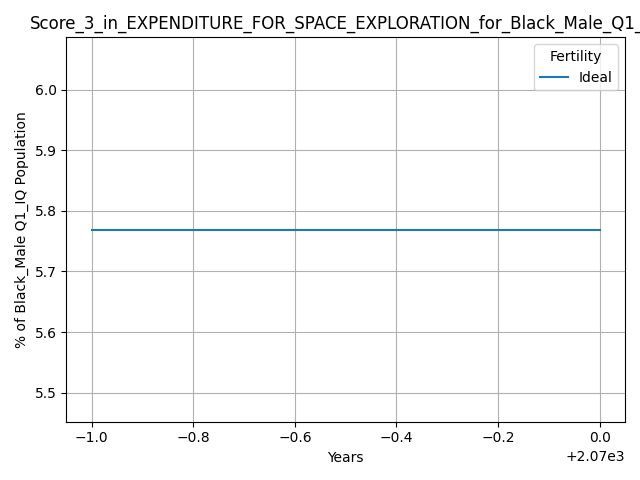 Score_3_in_EXPENDITURE_FOR_SPACE_EXPLORATION_for_Black_Male_Q1_
Fertility
Ideal
6.0
5.9
5.8
5.7
5.6
5.5
% of Black_Male Q1_IQ Population
−1.0 −0.8 −0.6 −0.4 −0.2 0.0
Years
+2.07e3